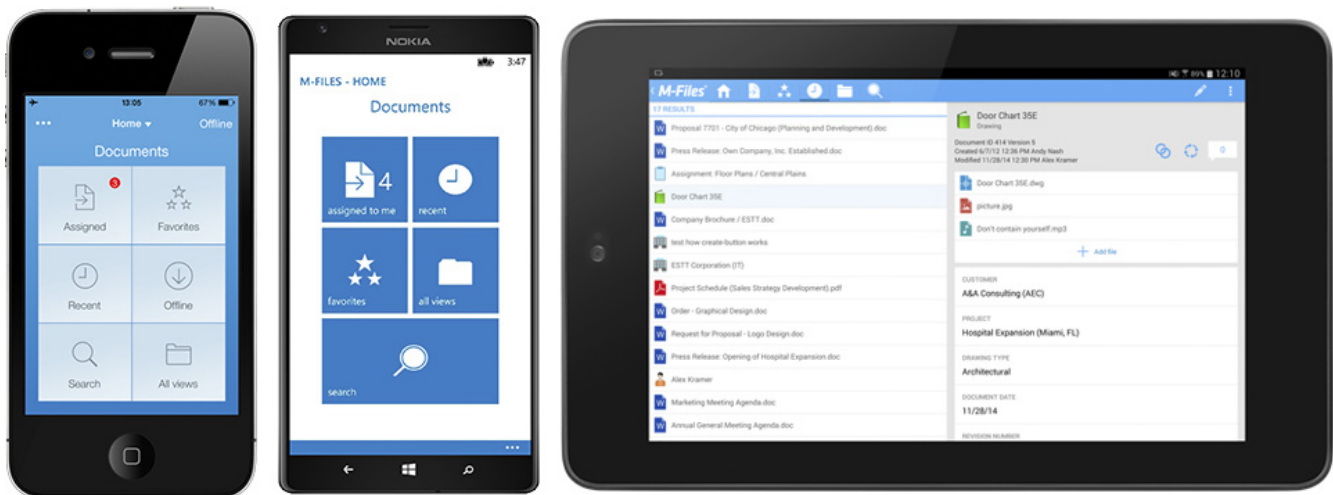 13:05
67%
Home
Offline
Documents
3
Assigned
Favorites
Recent
Offline
Search
All views
NOKIA
3:47
M-FILES - HOME
Documents
4
assigned to me
recent
favorites
all views
search
89% 12:10
M-Files
17 RESULTS
Proposal 7701 - City of Chicago (Planning and Development).doc
Press Release: Own Company, Inc. Established.doc
Assignment: Floor Plans / Central Plains
Door Chart 35E
Company Brochure / ESTT.doc
test how create-button works
ESTT Corporation (IT)
Project Schedule (Sales Strategy Development).pdf
Order - Graphical Design.doc
Request for Proposal - Logo Design.doc
Press Release: Opening of Hospital Expansion.doc
Alex Kramer
Marketing Meeting Agenda.doc
Annual General Meeting Agenda.doc
Door Chart 35E
Drawing
Document ID 414 Version 5
Created 6/7/12 12:36 PM Andy Nash
Modified 11/28/14 12:30 PM Alex Kramer
0
Door Chart 35E.dwg
picture.jpg
Don't contain yourself.mp3
Add file
CUSTOMER
A&A Consulting (AEC)
PROJECT
Hospital Expansion (Miami, FL)
DRAWING TYPE
Architectural
DOCUMENT DATE
11/28/14
REVISION NUMBER